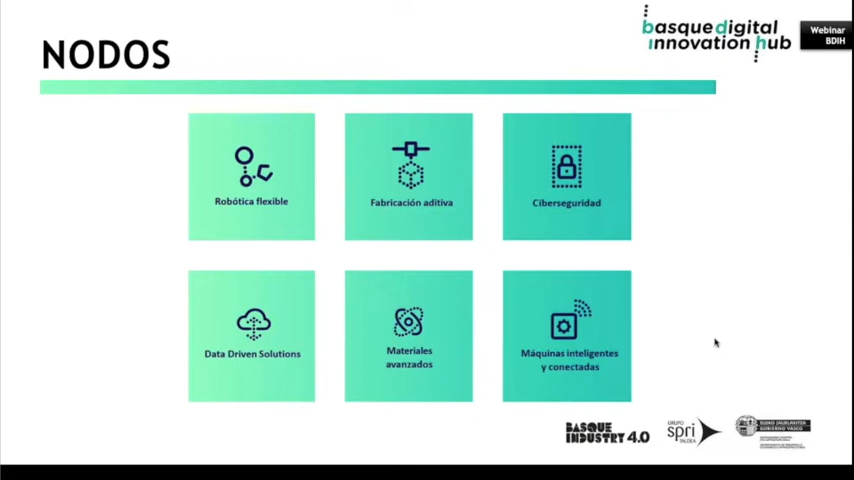 NODOS
basque digital
innovation hub
Webinar
BDIH
Robótica flexible
Fabricación aditiva
Ciberseguridad
Data Driven Solutions
Materiales
avanzados
Máquinas inteligentes
y conectadas
BASQUE
INDUSTRY 4.0
GRUPO
spri
TALDEA
EUSKO JAURLARITZA
GOBIERNO VASCO